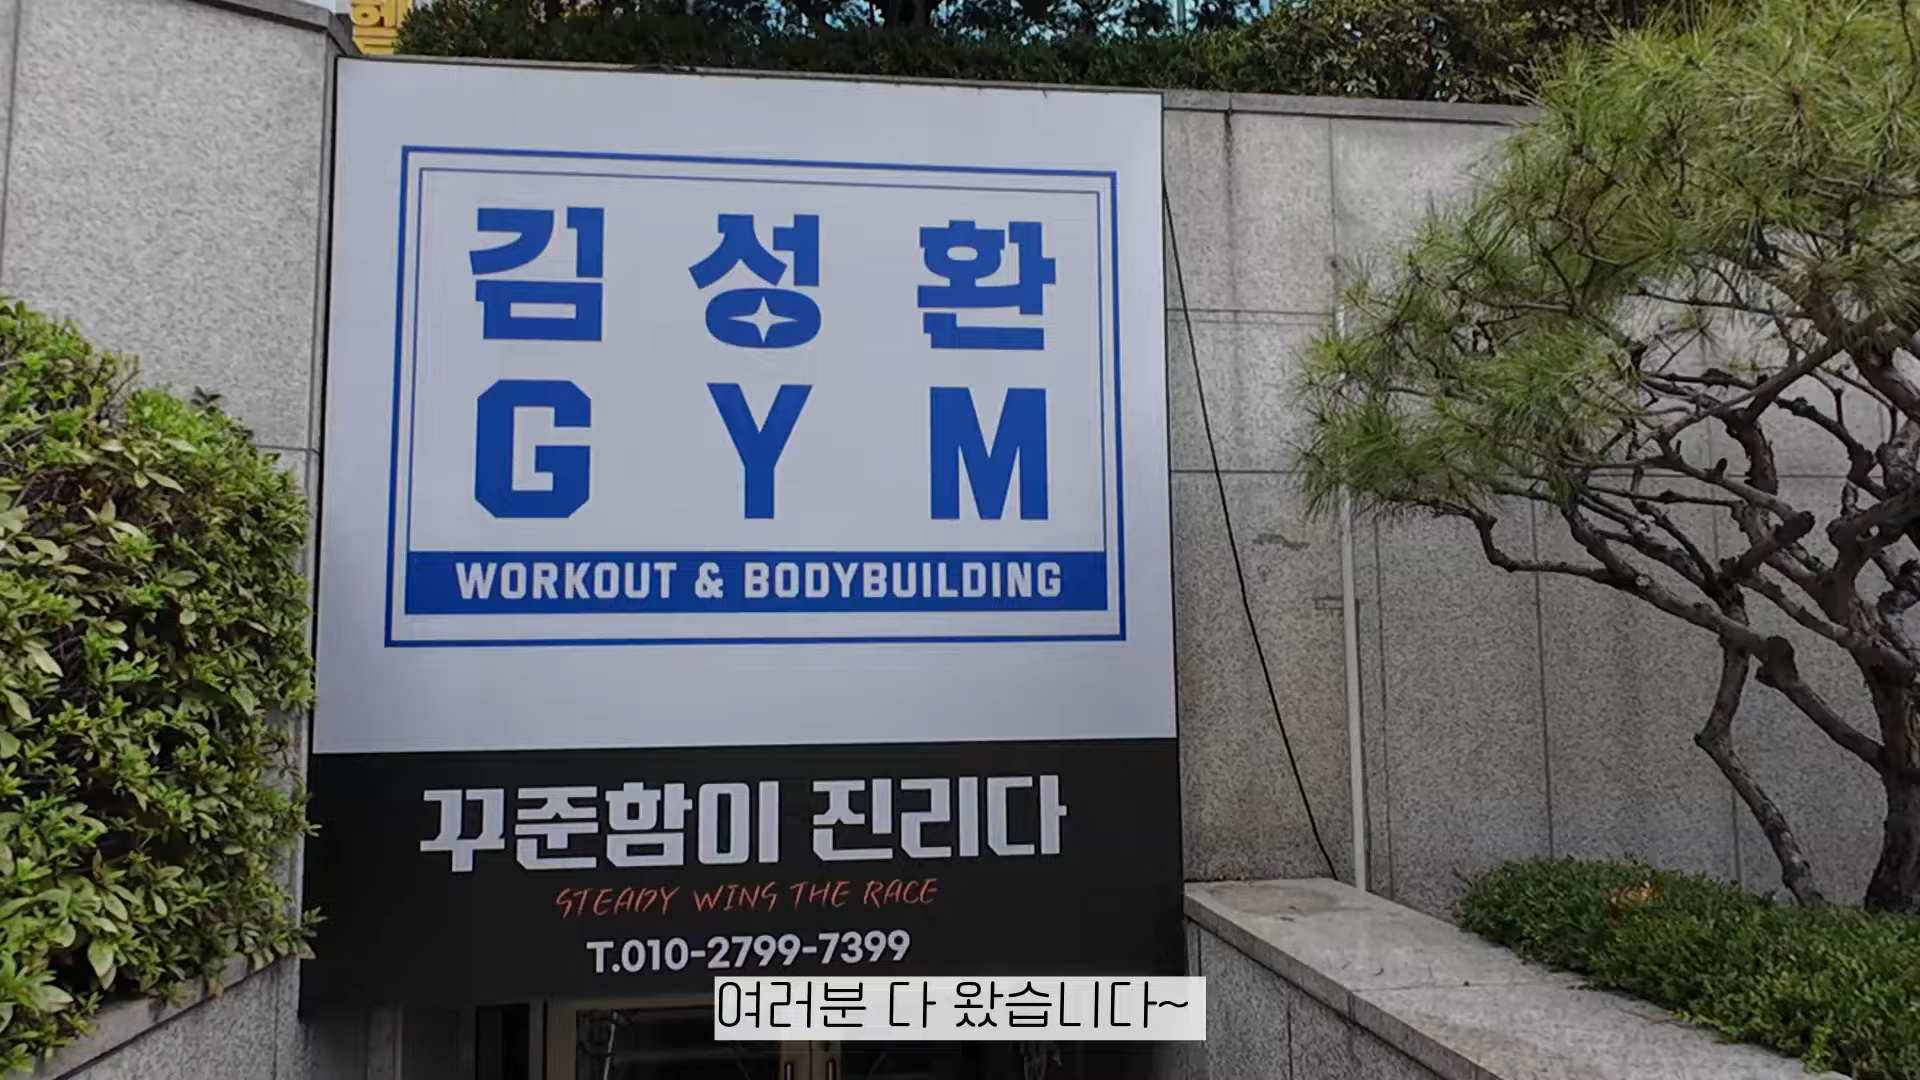 김성환
GYM
WORKOUT & BODYBUILDING
꾸준함이 진리다
STEADY WINS THE RACE
T.010-2799-7399
여러분 다 왔습니다~